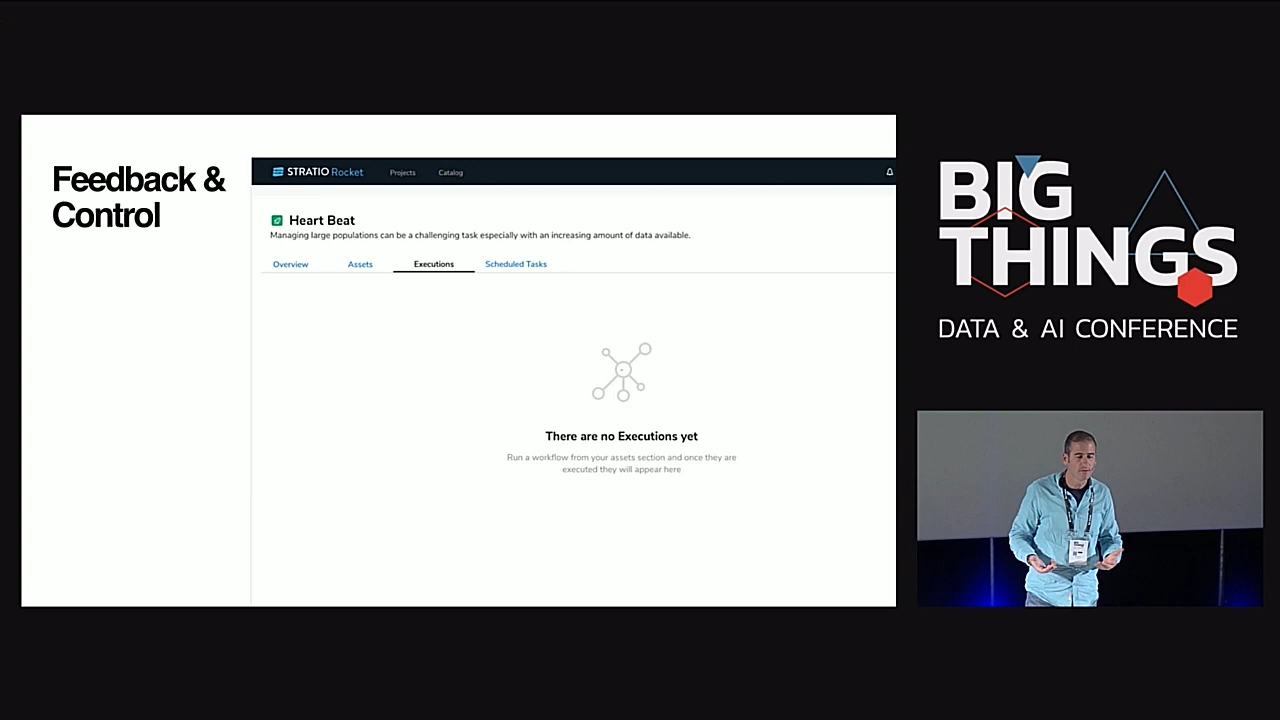 Feedback &
Control
STRATIO Rocket
Projects
Catalog
Heart Beat
Managing large populations can be a challenging task especially with an increasing amount of data available.
Overview
Assets
Executions
Scheduled Tasks
There are no Executions yet
Run a workflow from your assets section and once they are
executed they will appear here
BIG
THINGS
DATA & AI CONFERENCE